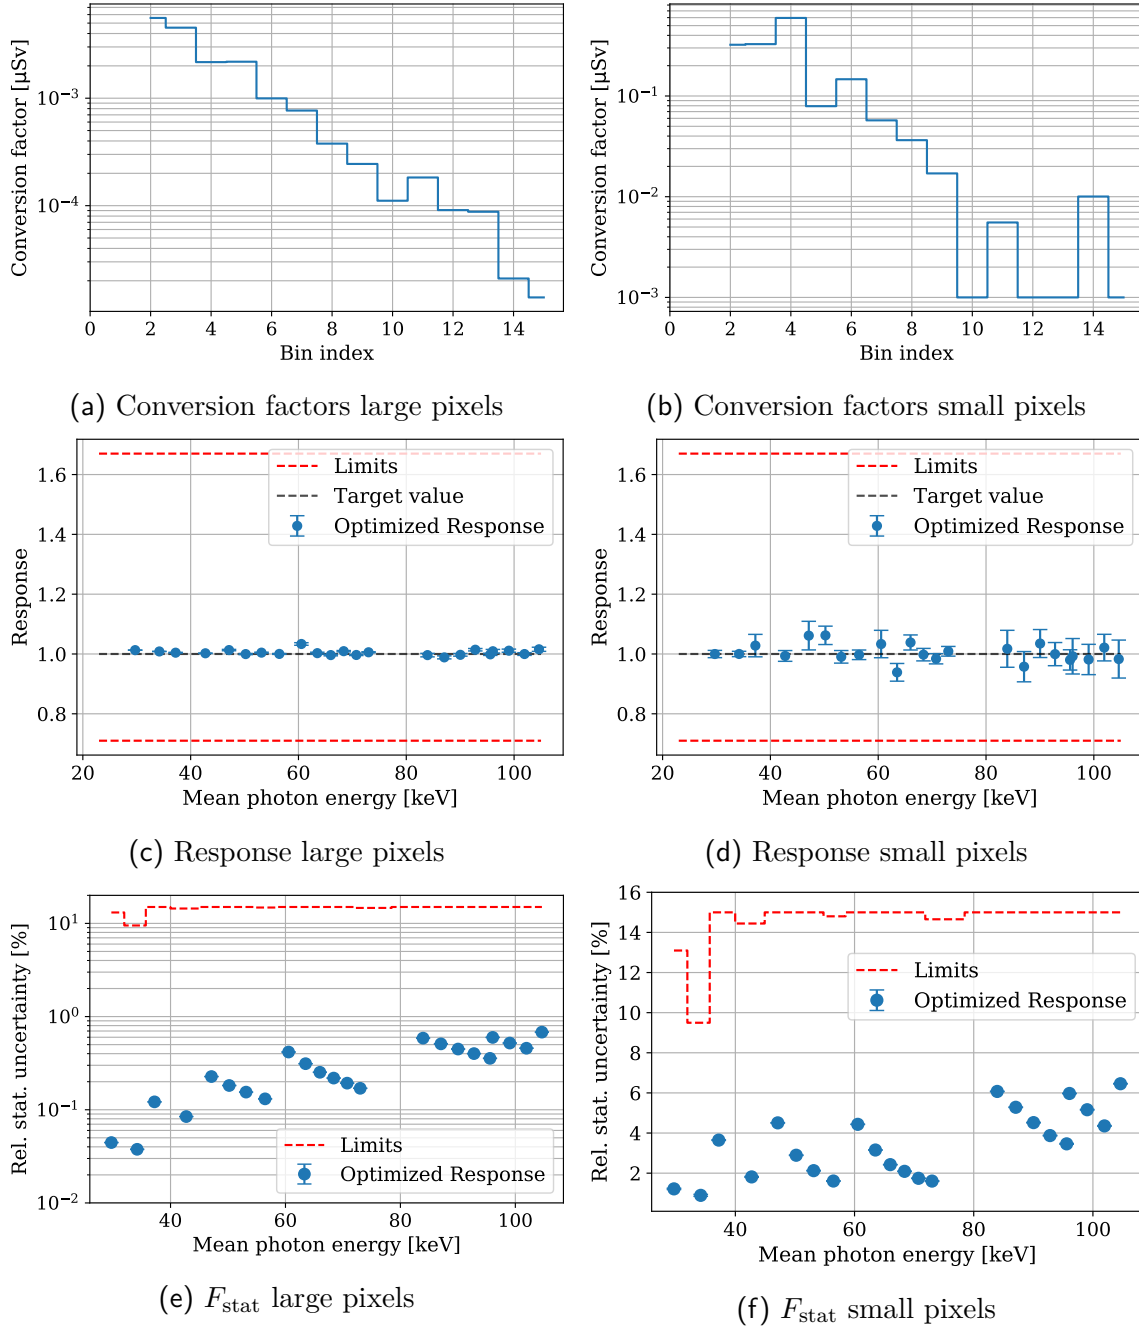 Conversion factor [μSv]
10⁻³
10⁻⁴
0 2 4 6 8 10 12 14
Bin index
(a) Conversion factors large pixels
Conversion factor [μSv]
10⁻¹
10⁻²
10⁻³
0 2 4 6 8 10 12 14
Bin index
(b) Conversion factors small pixels
Response
1.6
1.4
1.2
1.0
0.8
Limits
Target value
Optimized Response
20 40 60 80 100
Mean photon energy [keV]
(c) Response large pixels
Response
1.6
1.4
1.2
1.0
0.8
Limits
Target value
Optimized Response
20 40 60 80 100
Mean photon energy [keV]
(d) Response small pixels
Rel. stat. uncertainty [%]
10¹
10⁰
10⁻¹
10⁻²
Limits
Optimized Response
40 60 80 100
Mean photon energy [keV]
(e) F_stat large pixels
Rel. stat. uncertainty [%]
16
14
12
10
8
6
4
2
Limits
Optimized Response
40 60 80 100
Mean photon energy [keV]
(f) F_stat small pixels